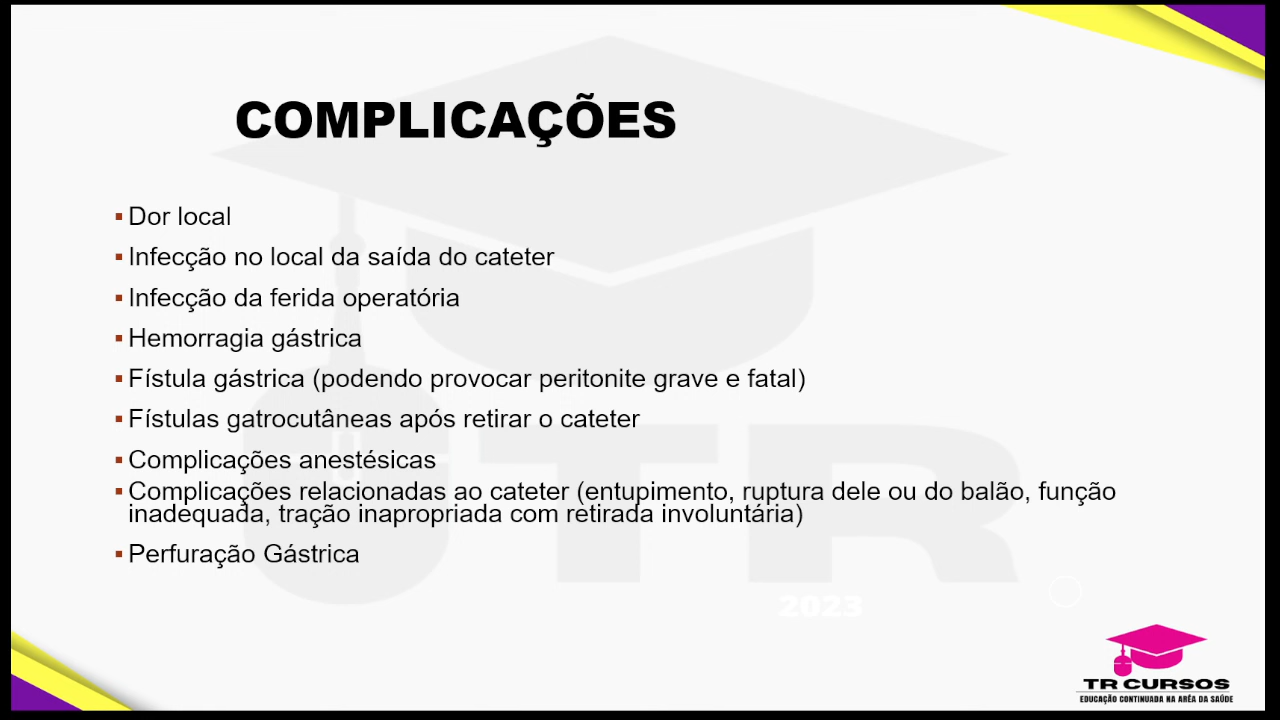 COMPLICAÇÕES
▪ Dor local
▪ Infecção no local da saída do cateter
▪ Infecção da ferida operatória
▪ Hemorragia gástrica
▪ Fístula gástrica (podendo provocar peritonite grave e fatal)
▪ Fístulas gatrocutâneas após retirar o cateter
▪ Complicações anestésicas
▪ Complicações relacionadas ao cateter (entupimento, ruptura dele ou do balão, função
inadequada, tração inapropriada com retirada involuntária)
▪ Perfuração Gástrica
TR
2023
TR CURSOS
EDUCAÇÃO CONTINUADA NA ARÊA DA SAÚDE